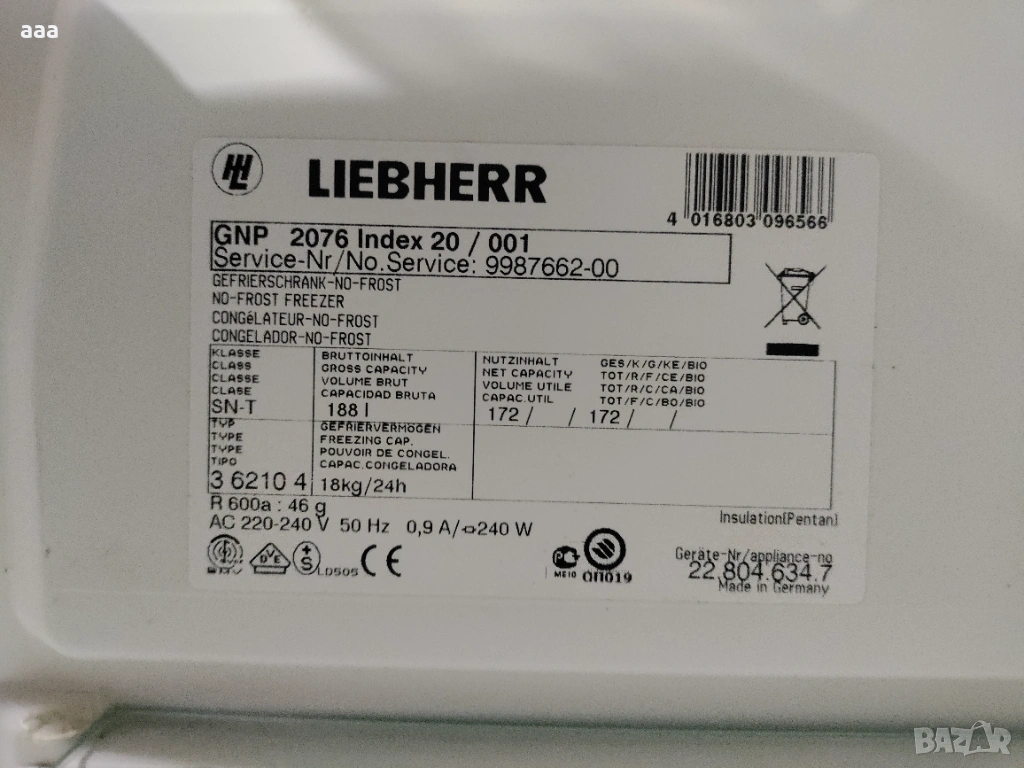 aaa
HL
LIEBHERR
4 016803 096566
GNP 2076 Index 20 / 001
Service-Nr/No.Service: 9987662-00
GEFRIERSCHRANK-NO-FROST
NO-FROST FREEZER
CONGéLATEUR-NO-FROST
CONGELADOR-NO-FROST
KLASSE
CLASS
CLASSE
CLASE
SN-T
BRUTTOINHALT
GROSS CAPACITY
VOLUME BRUT
CAPACIDAD BRUTA
188 l
NUTZINHALT GES/K/G/KE/BIO
NET CAPACITY TOT/R/F/CE/BIO
VOLUME UTILE TOT/R/C/CA/BIO
CAPAC.UTIL TOT/F/C/BO/BIO
172 / / 172 / /
TYP
TYPE
TYPE
TIPO
3 6210 4
GEFRIERVERMÖGEN
FREEZING CAP.
POUVOIR DE CONGEL.
CAPAC.CONGELADORA
18kg/24h
R 600a : 46 g
AC 220-240 V 50 Hz 0,9 A/ 240 W
Insulation(Pentan)
VDE +S LD505 CE
ME10 ОП019
Geräte-Nr/appliance-no
22.804.634.7
Made in Germany
BAZAR